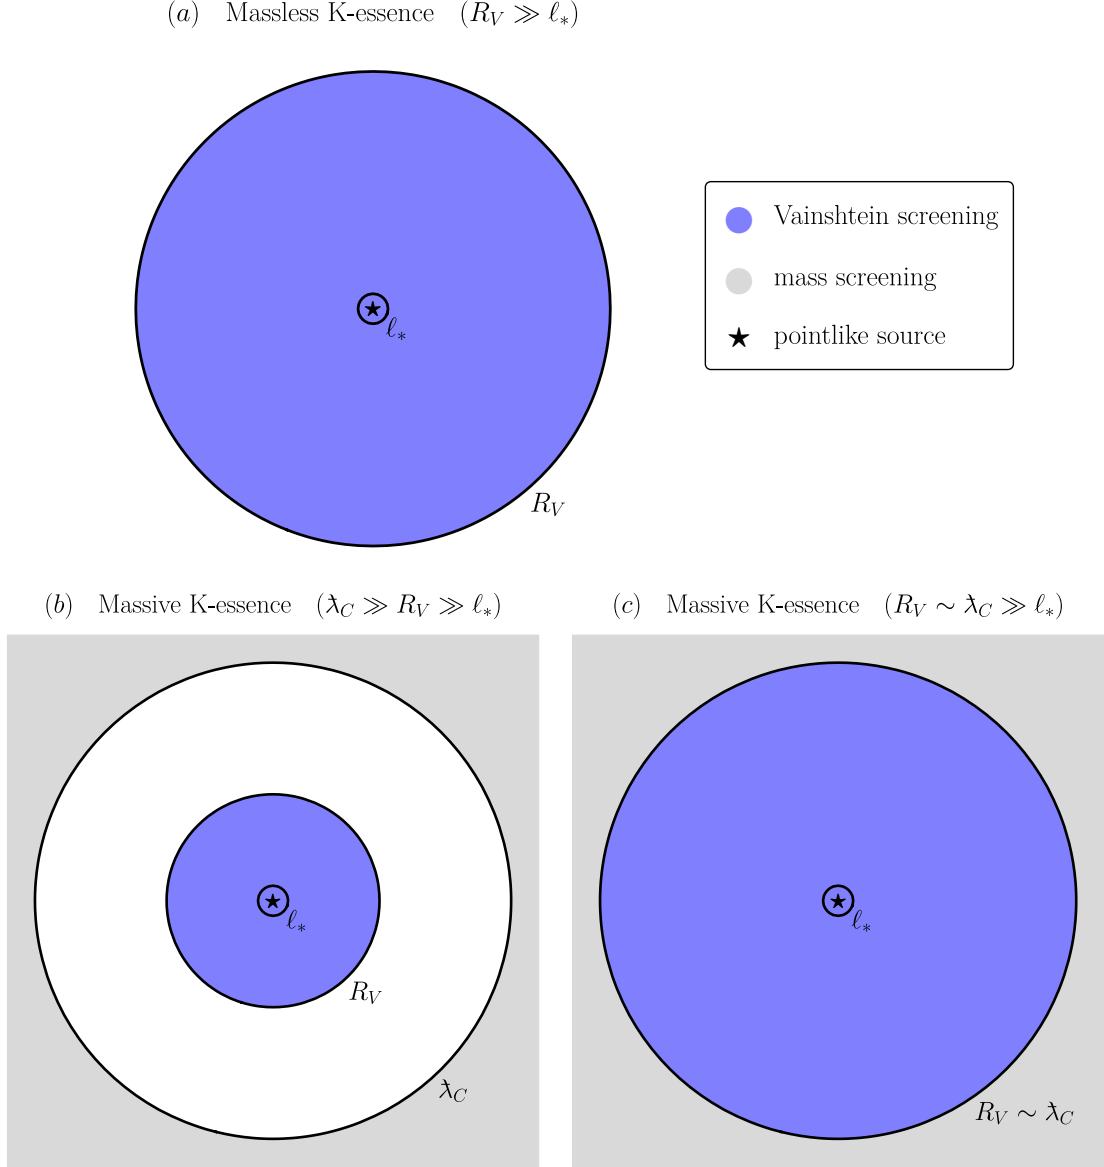 (a) Massless K-essence (R_V ≫ ℓ_*)
Vainshtein screening
mass screening
pointlike source
ℓ_*
R_V
(b) Massive K-essence (ƛ_C ≫ R_V ≫ ℓ_*)
(c) Massive K-essence (R_V ∼ ƛ_C ≫ ℓ_*)
ℓ_*
R_V
ƛ_C
ℓ_*
R_V ∼ ƛ_C